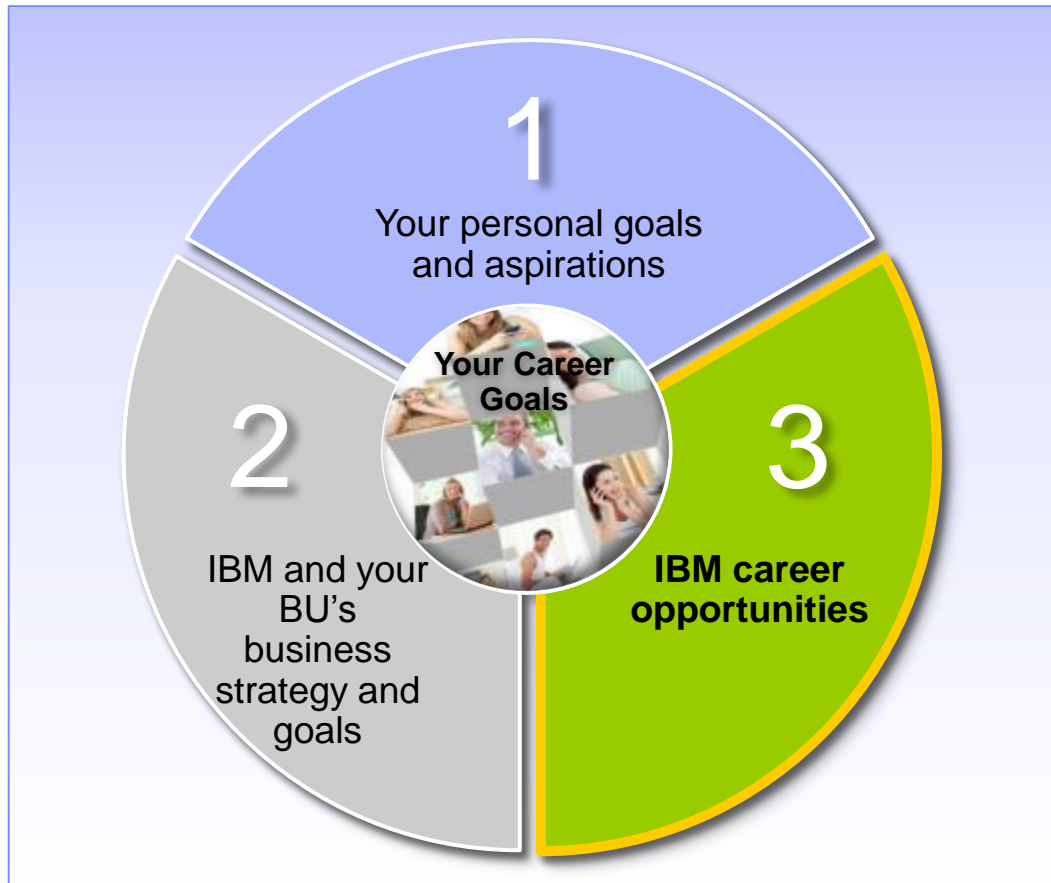 1
Your personal goals
and aspirations
Your Career
Goals
2
IBM and your
BU’s
business
strategy and
goals
3
IBM career
opportunities